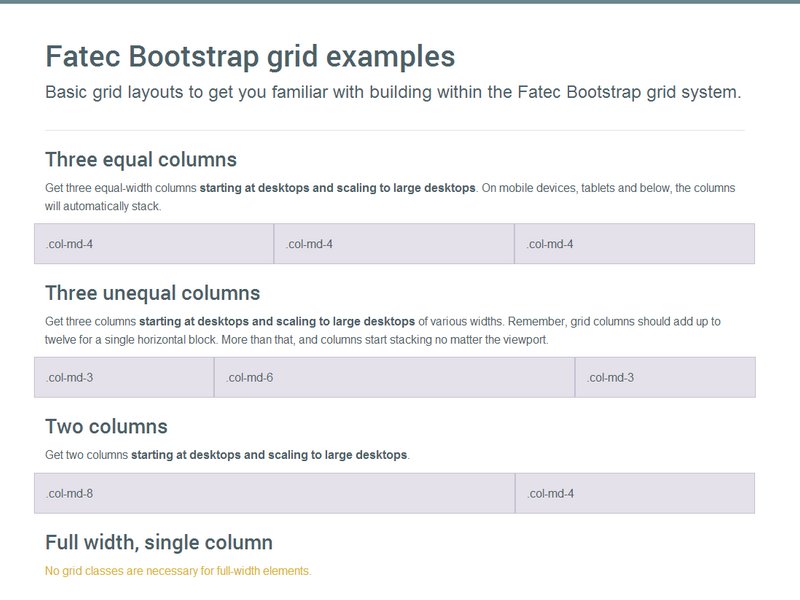 Fatec Bootstrap grid examples
Basic grid layouts to get you familiar with building within the Fatec Bootstrap grid system.
Three equal columns
Get three equal-width columns starting at desktops and scaling to large desktops. On mobile devices, tablets and below, the columns
will automatically stack.
.col-md-4 .col-md-4 .col-md-4
Three unequal columns
Get three columns starting at desktops and scaling to large desktops of various widths. Remember, grid columns should add up to
twelve for a single horizontal block. More than that, and columns start stacking no matter the viewport.
.col-md-3 .col-md-6 .col-md-3
Two columns
Get two columns starting at desktops and scaling to large desktops.
.col-md-8 .col-md-4
Full width, single column
No grid classes are necessary for full-width elements.